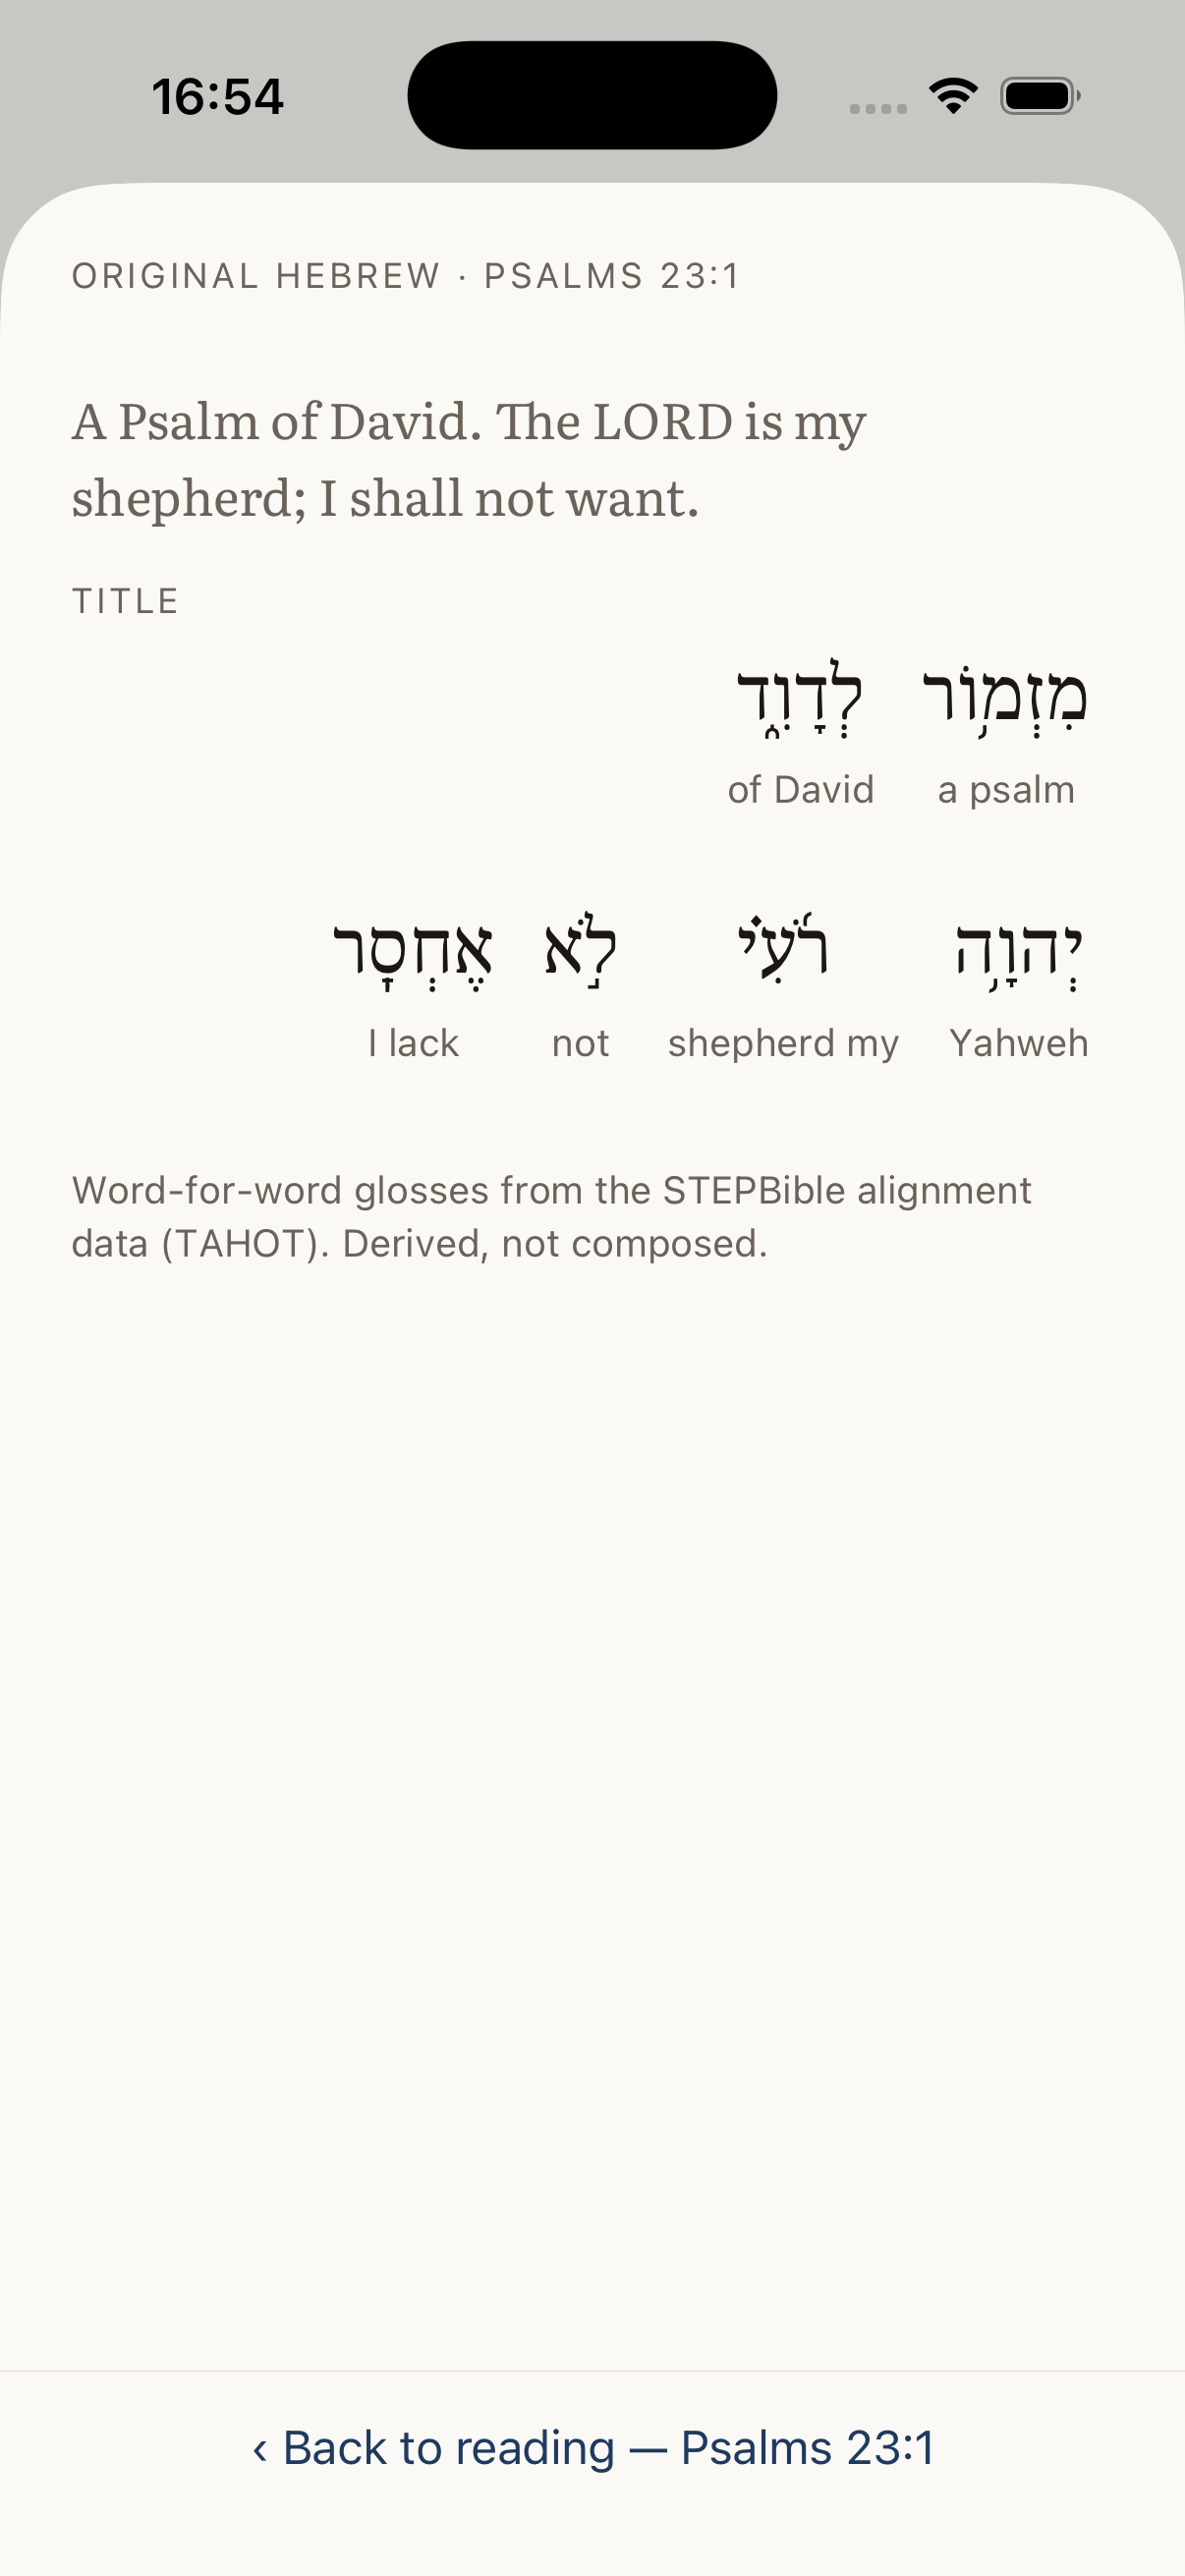 16:54
ORIGINAL HEBREW · PSALMS 23:1
A Psalm of David. The LORD is my
shepherd; I shall not want.
TITLE
מִזְמ֥וֹר לְדָוִ֑ד
a psalm of David
יְהוָ֥ה רֹ֝עִ֗י לֹ֣א אֶחְסָֽר
Yahweh shepherd my not I lack
Word-for-word glosses from the STEPBible alignment
data (TAHOT). Derived, not composed.
‹ Back to reading — Psalms 23:1